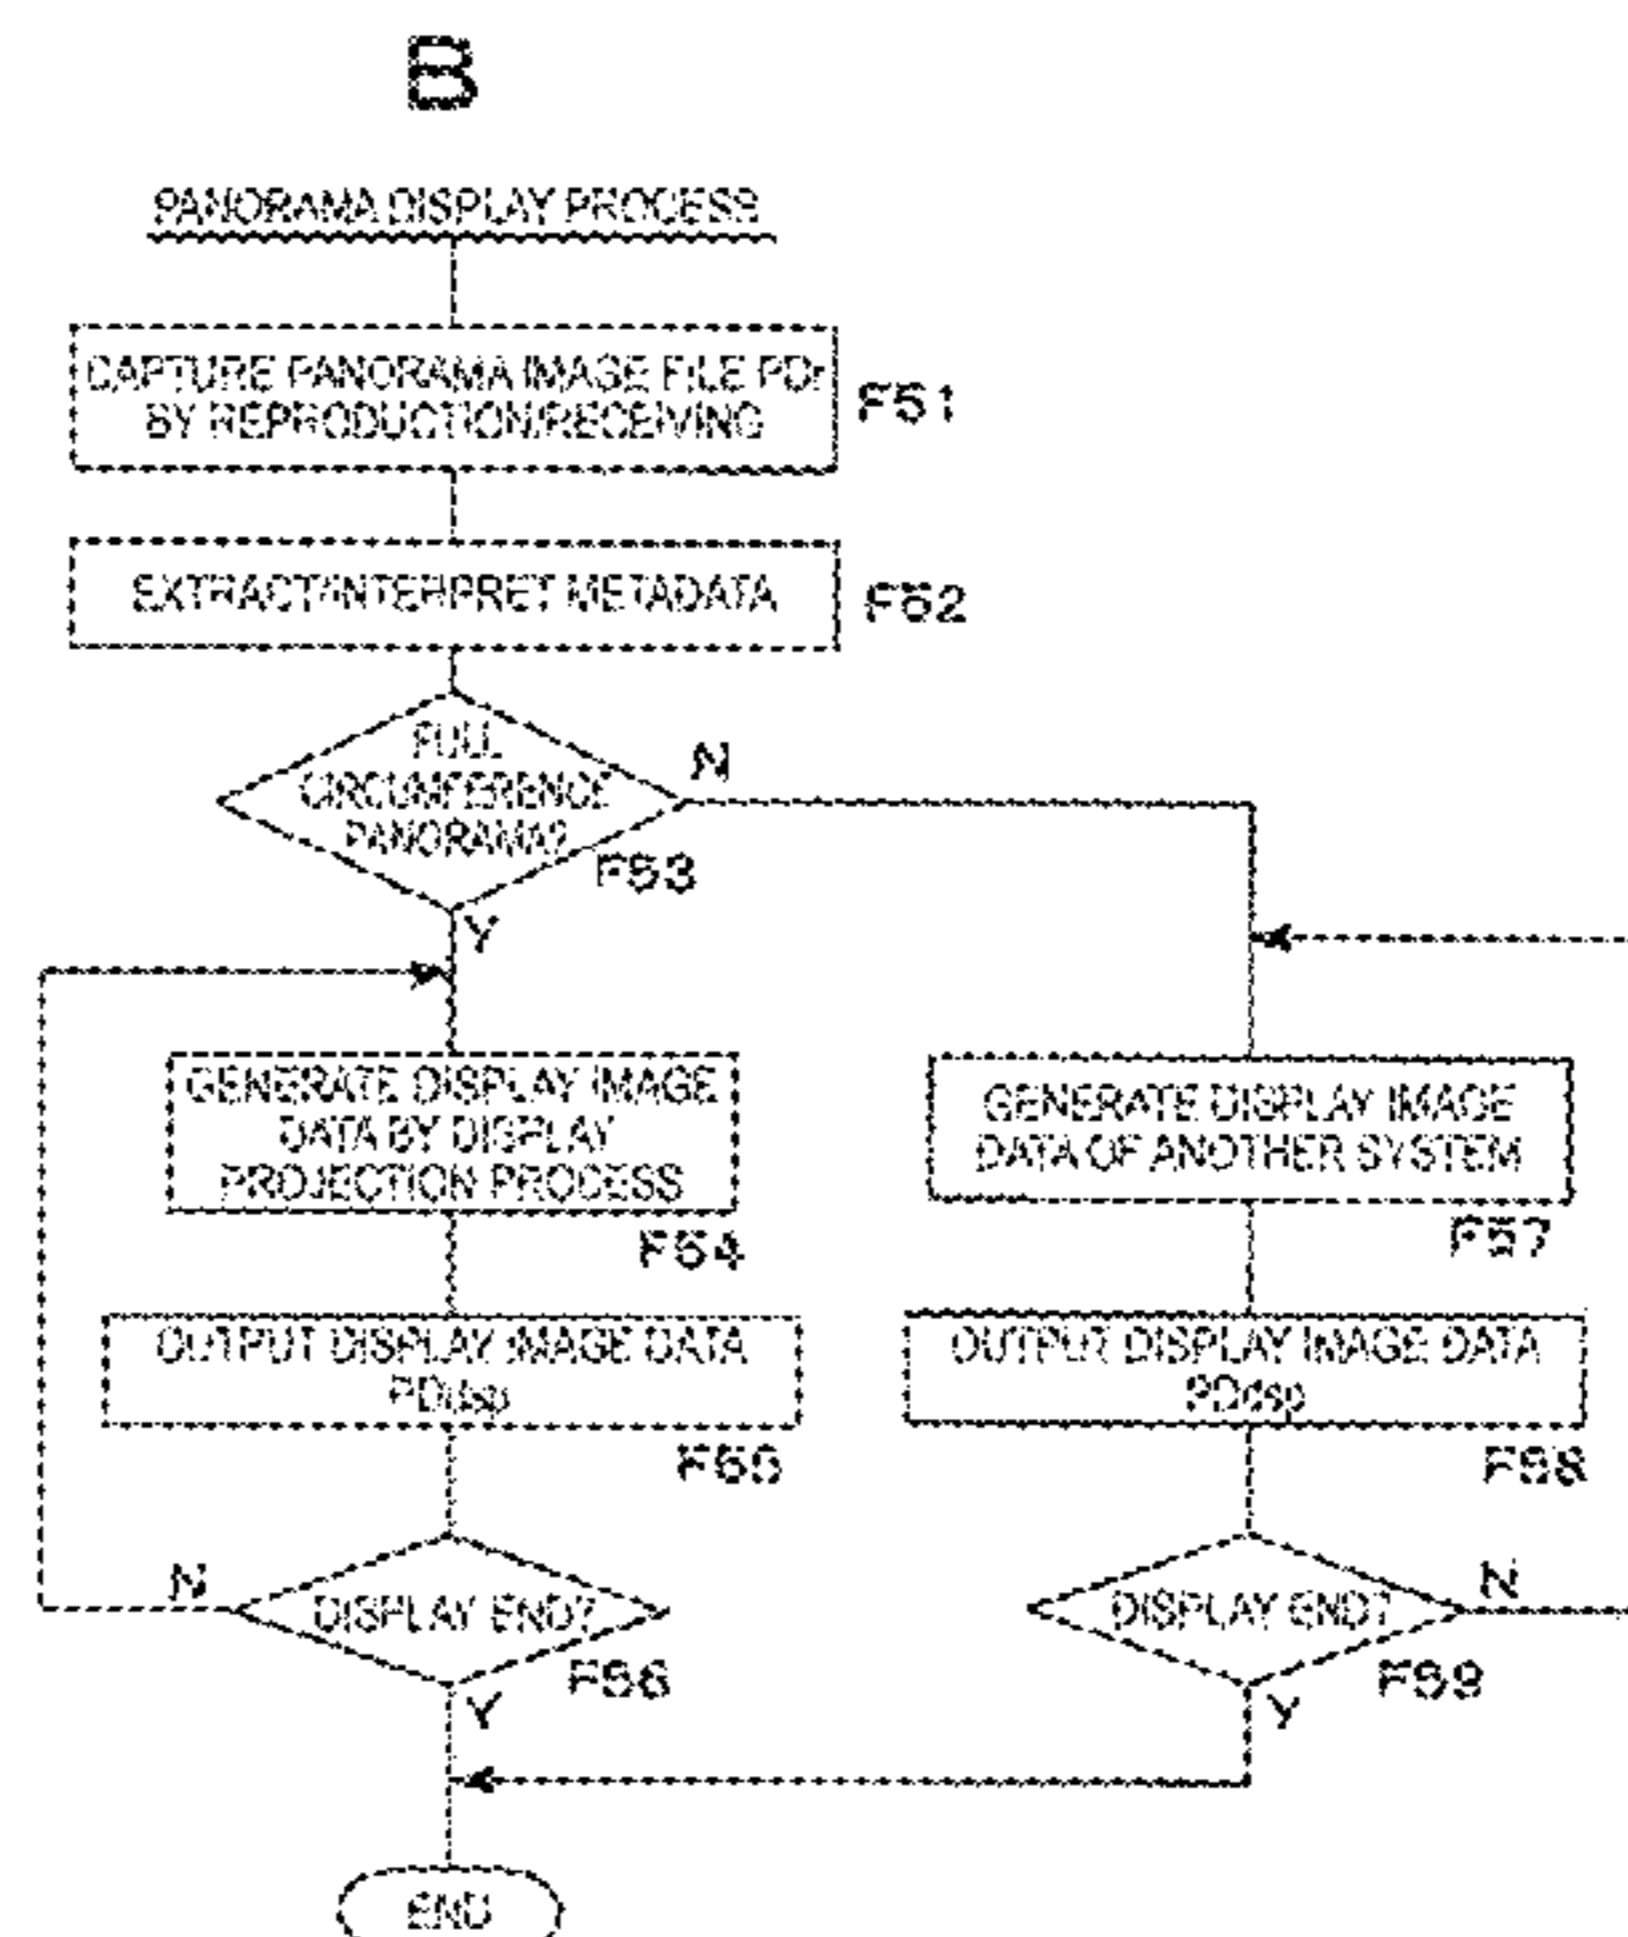 B
PANORAMA DISPLAY PROCESS
CAPTURE PANORAMA IMAGE FILE PDr
BY REPRODUCTION/RECEIVING
F51
EXTRACT/INTERPRET METADATA
F52
FULL
CIRCUMFERENCE
PANORAMA?
N
F53
Y
GENERATE DISPLAY IMAGE
DATA BY DISPLAY
PROJECTION PROCESS
F54
GENERATE DISPLAY IMAGE
DATA OF ANOTHER SYSTEM
F57
OUTPUT DISPLAY IMAGE DATA
PDdsp
F55
OUTPUT DISPLAY IMAGE DATA
PDdsp
F58
N
DISPLAY END?
F56
Y
DISPLAY END?
N
F59
Y
END